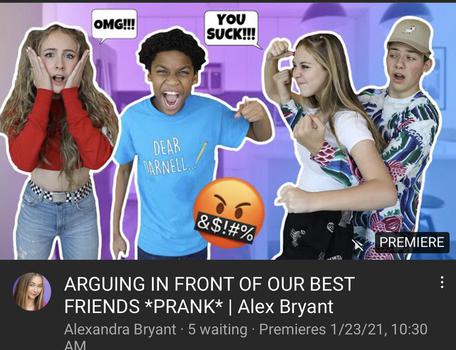 OMG!!!
YOU
SUCK!!!
DEAR
DARNELL...
&$!#%
PREMIERE
ARGUING IN FRONT OF OUR BEST
FRIENDS *PRANK* | Alex Bryant
Alexandra Bryant · 5 waiting · Premieres 1/23/21, 10:30
AM